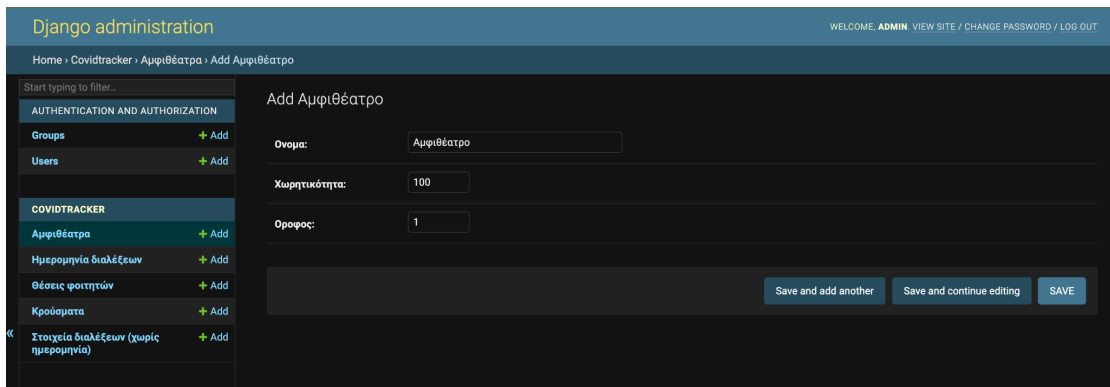 Django administration
WELCOME, ADMIN. VIEW SITE / CHANGE PASSWORD / LOG OUT
Home › Covidtracker › Αμφιθέατρα › Add Αμφιθέατρο
Start typing to filter…
AUTHENTICATION AND AUTHORIZATION
Groups + Add
Users + Add
COVIDTRACKER
Αμφιθέατρα + Add
Ημερομηνία διαλέξεων + Add
Θέσεις φοιτητών + Add
Κρούσματα + Add
Στοιχεία διαλέξεων (χωρίς + Add
ημερομηνία)
«
Add Αμφιθέατρο
Ονομα: Αμφιθέατρο
Χωρητικότητα: 100
Οροφος: 1
Save and add another Save and continue editing SAVE